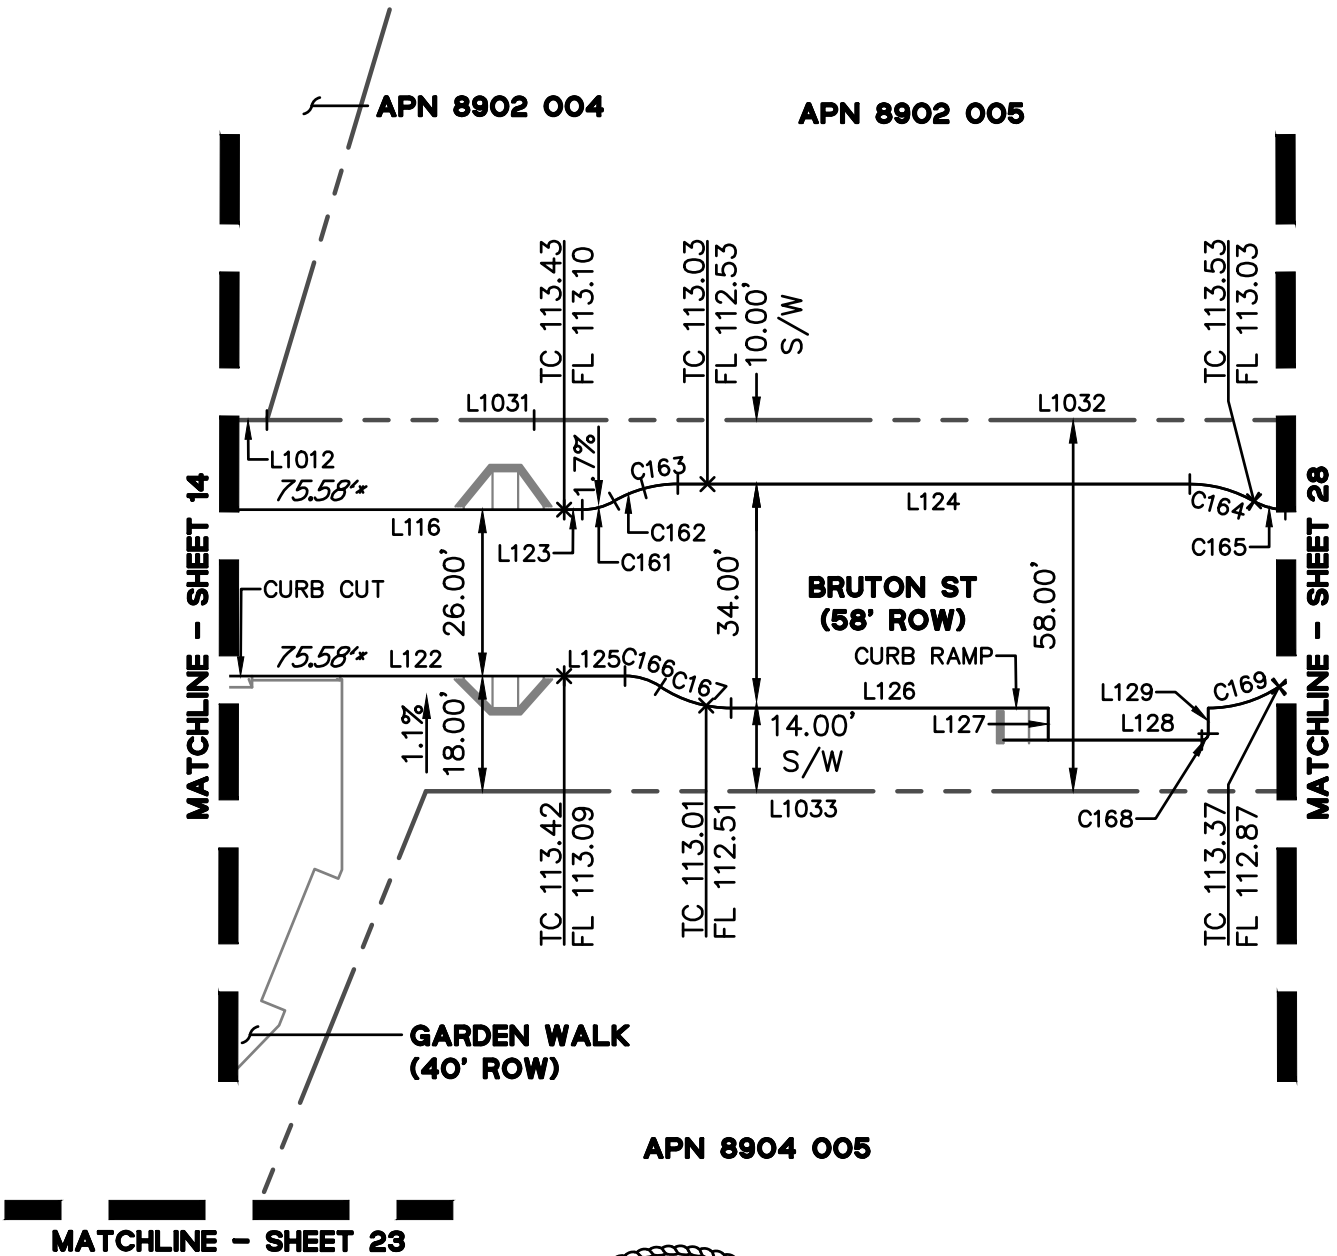 APN 8902 004
APN 8902 005
TC 113.43
FL 113.10
TC 113.03
FL 112.53
10.00'
S/W
TC 113.53
FL 113.03
L1031
L1032
L1012
75.58'*
1.7%
C163
C162
C161
L116
L123
L124
C164
C165
MATCHLINE - SHEET 14
MATCHLINE - SHEET 28
CURB CUT
26.00'
34.00'
BRUTON ST
(58' ROW)
58.00'
75.58'*
L122
L125
C166
C167
CURB RAMP
L126
L127
L128
L129
C169
1.1%
18.00'
14.00'
S/W
L1033
C168
TC 113.42
FL 113.09
TC 113.01
FL 112.51
TC 113.37
FL 112.87
GARDEN WALK
(40' ROW)
APN 8904 005
MATCHLINE - SHEET 23